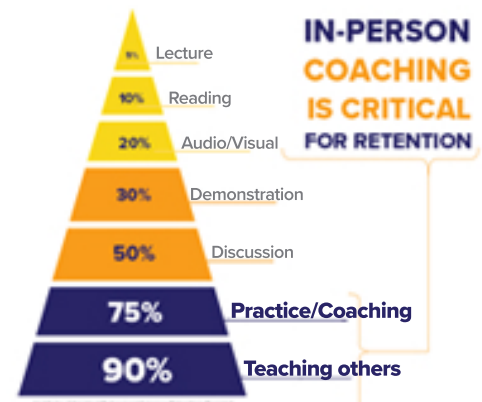 IN-PERSON
COACHING
IS CRITICAL
FOR RETENTION
5% Lecture
10% Reading
20% Audio/Visual
30% Demonstration
50% Discussion
75% Practice/Coaching
90% Teaching others